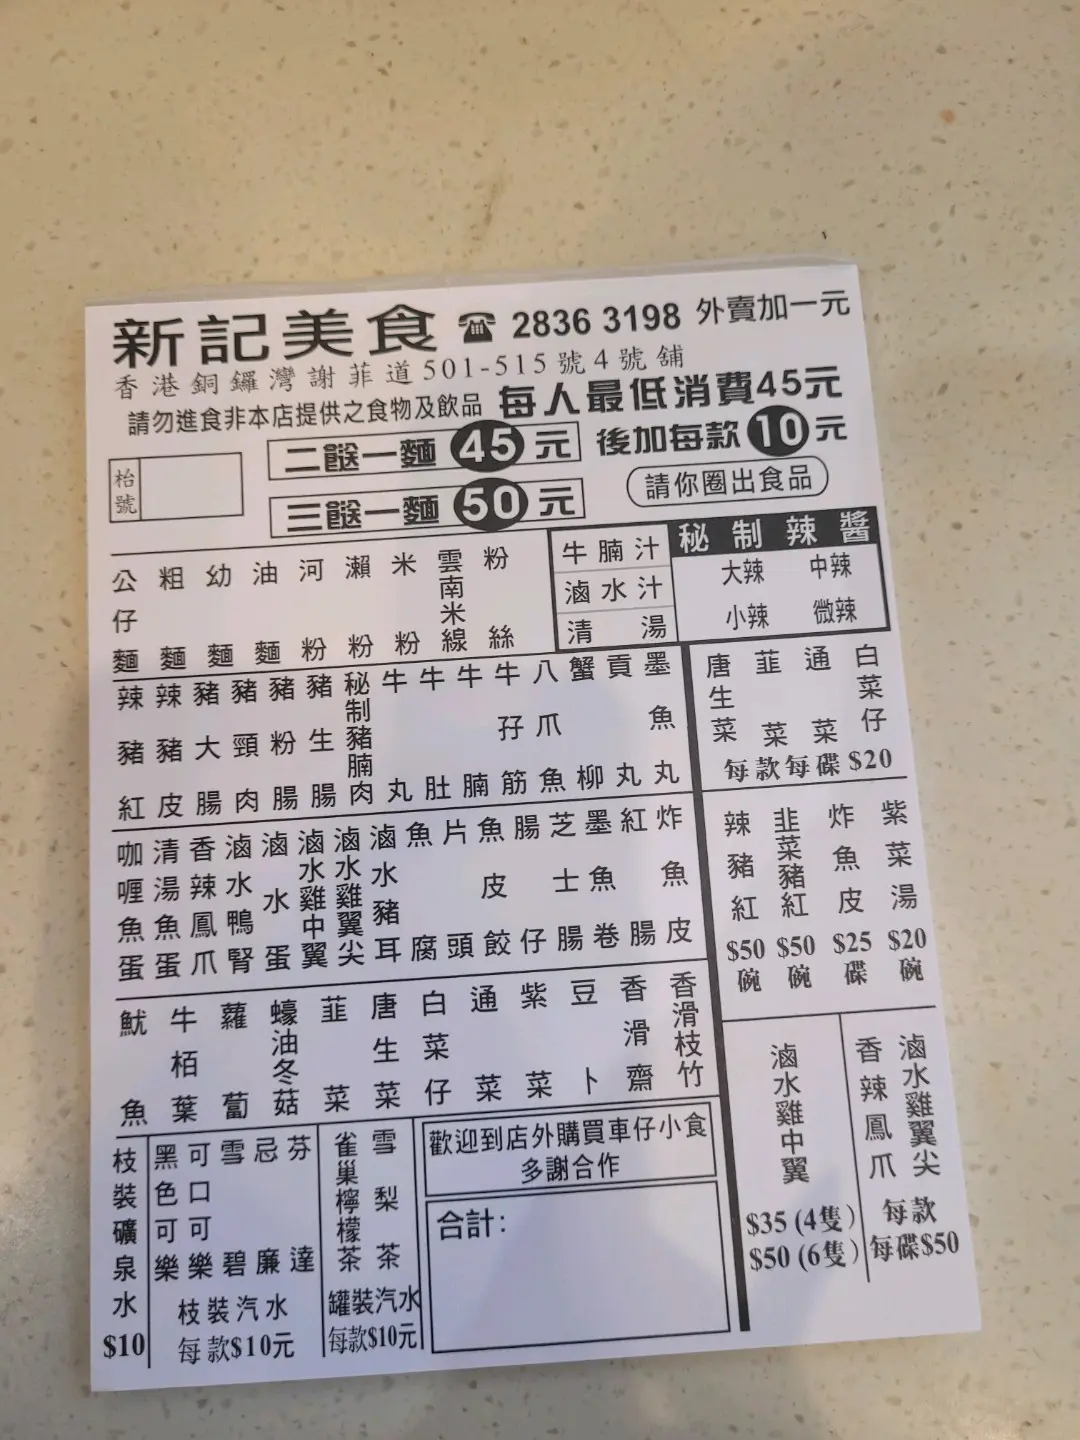 新記美食 ☎ 2836 3198 外賣加一元
香港銅鑼灣謝菲道501-515號4號舖
請勿進食非本店提供之食物及飲品 每人最低消費45元
二餸一麵 45 元 後加每款 10 元
三餸一麵 50 元 請你圈出食品
枱號
公仔麵 粗麵 幼麵 油麵 河粉 瀨粉 米粉 雲南米線 粉絲
牛腩汁
滷水汁
清湯
秘制辣醬
大辣 中辣
小辣 微辣
辣豬紅 辣豬皮 豬大腸 豬頸肉 豬粉腸 豬生腸 秘制豬腩肉 牛丸 牛肚 牛腩 牛孖筋 八爪魚 蟹柳 貢丸 墨魚丸
咖喱魚蛋 清湯魚蛋 香辣鳳爪 滷水鴨腎 滷水蛋 滷水雞中翼 滷水雞翼尖 滷水豬耳 魚腐 片頭 魚皮餃 腸仔 芝士腸 墨魚卷 紅腸 炸魚皮
魷魚 牛栢葉 蘿蔔 蠔油冬菇 韮菜 唐生菜 白菜仔 通菜 紫菜 豆卜 香滑齋 香滑枝竹
唐生菜 韮菜 通菜 白菜仔
每款每碟$20
辣豬紅 $50碗
韭菜豬紅 $50碗
炸魚皮 $25碟
紫菜湯 $20碗
滷水雞中翼
$35 (4隻)
$50 (6隻)
香辣鳳爪 滷水雞翼尖
每款
每碟$50
枝裝礦泉水
$10
黑色可樂 可口可樂 雪碧 忌廉 芬達
枝裝汽水
每款$10元
雀巢檸檬茶 雪梨茶
罐裝汽水
每款$10元
歡迎到店外購買車仔小食
多謝合作
合計: